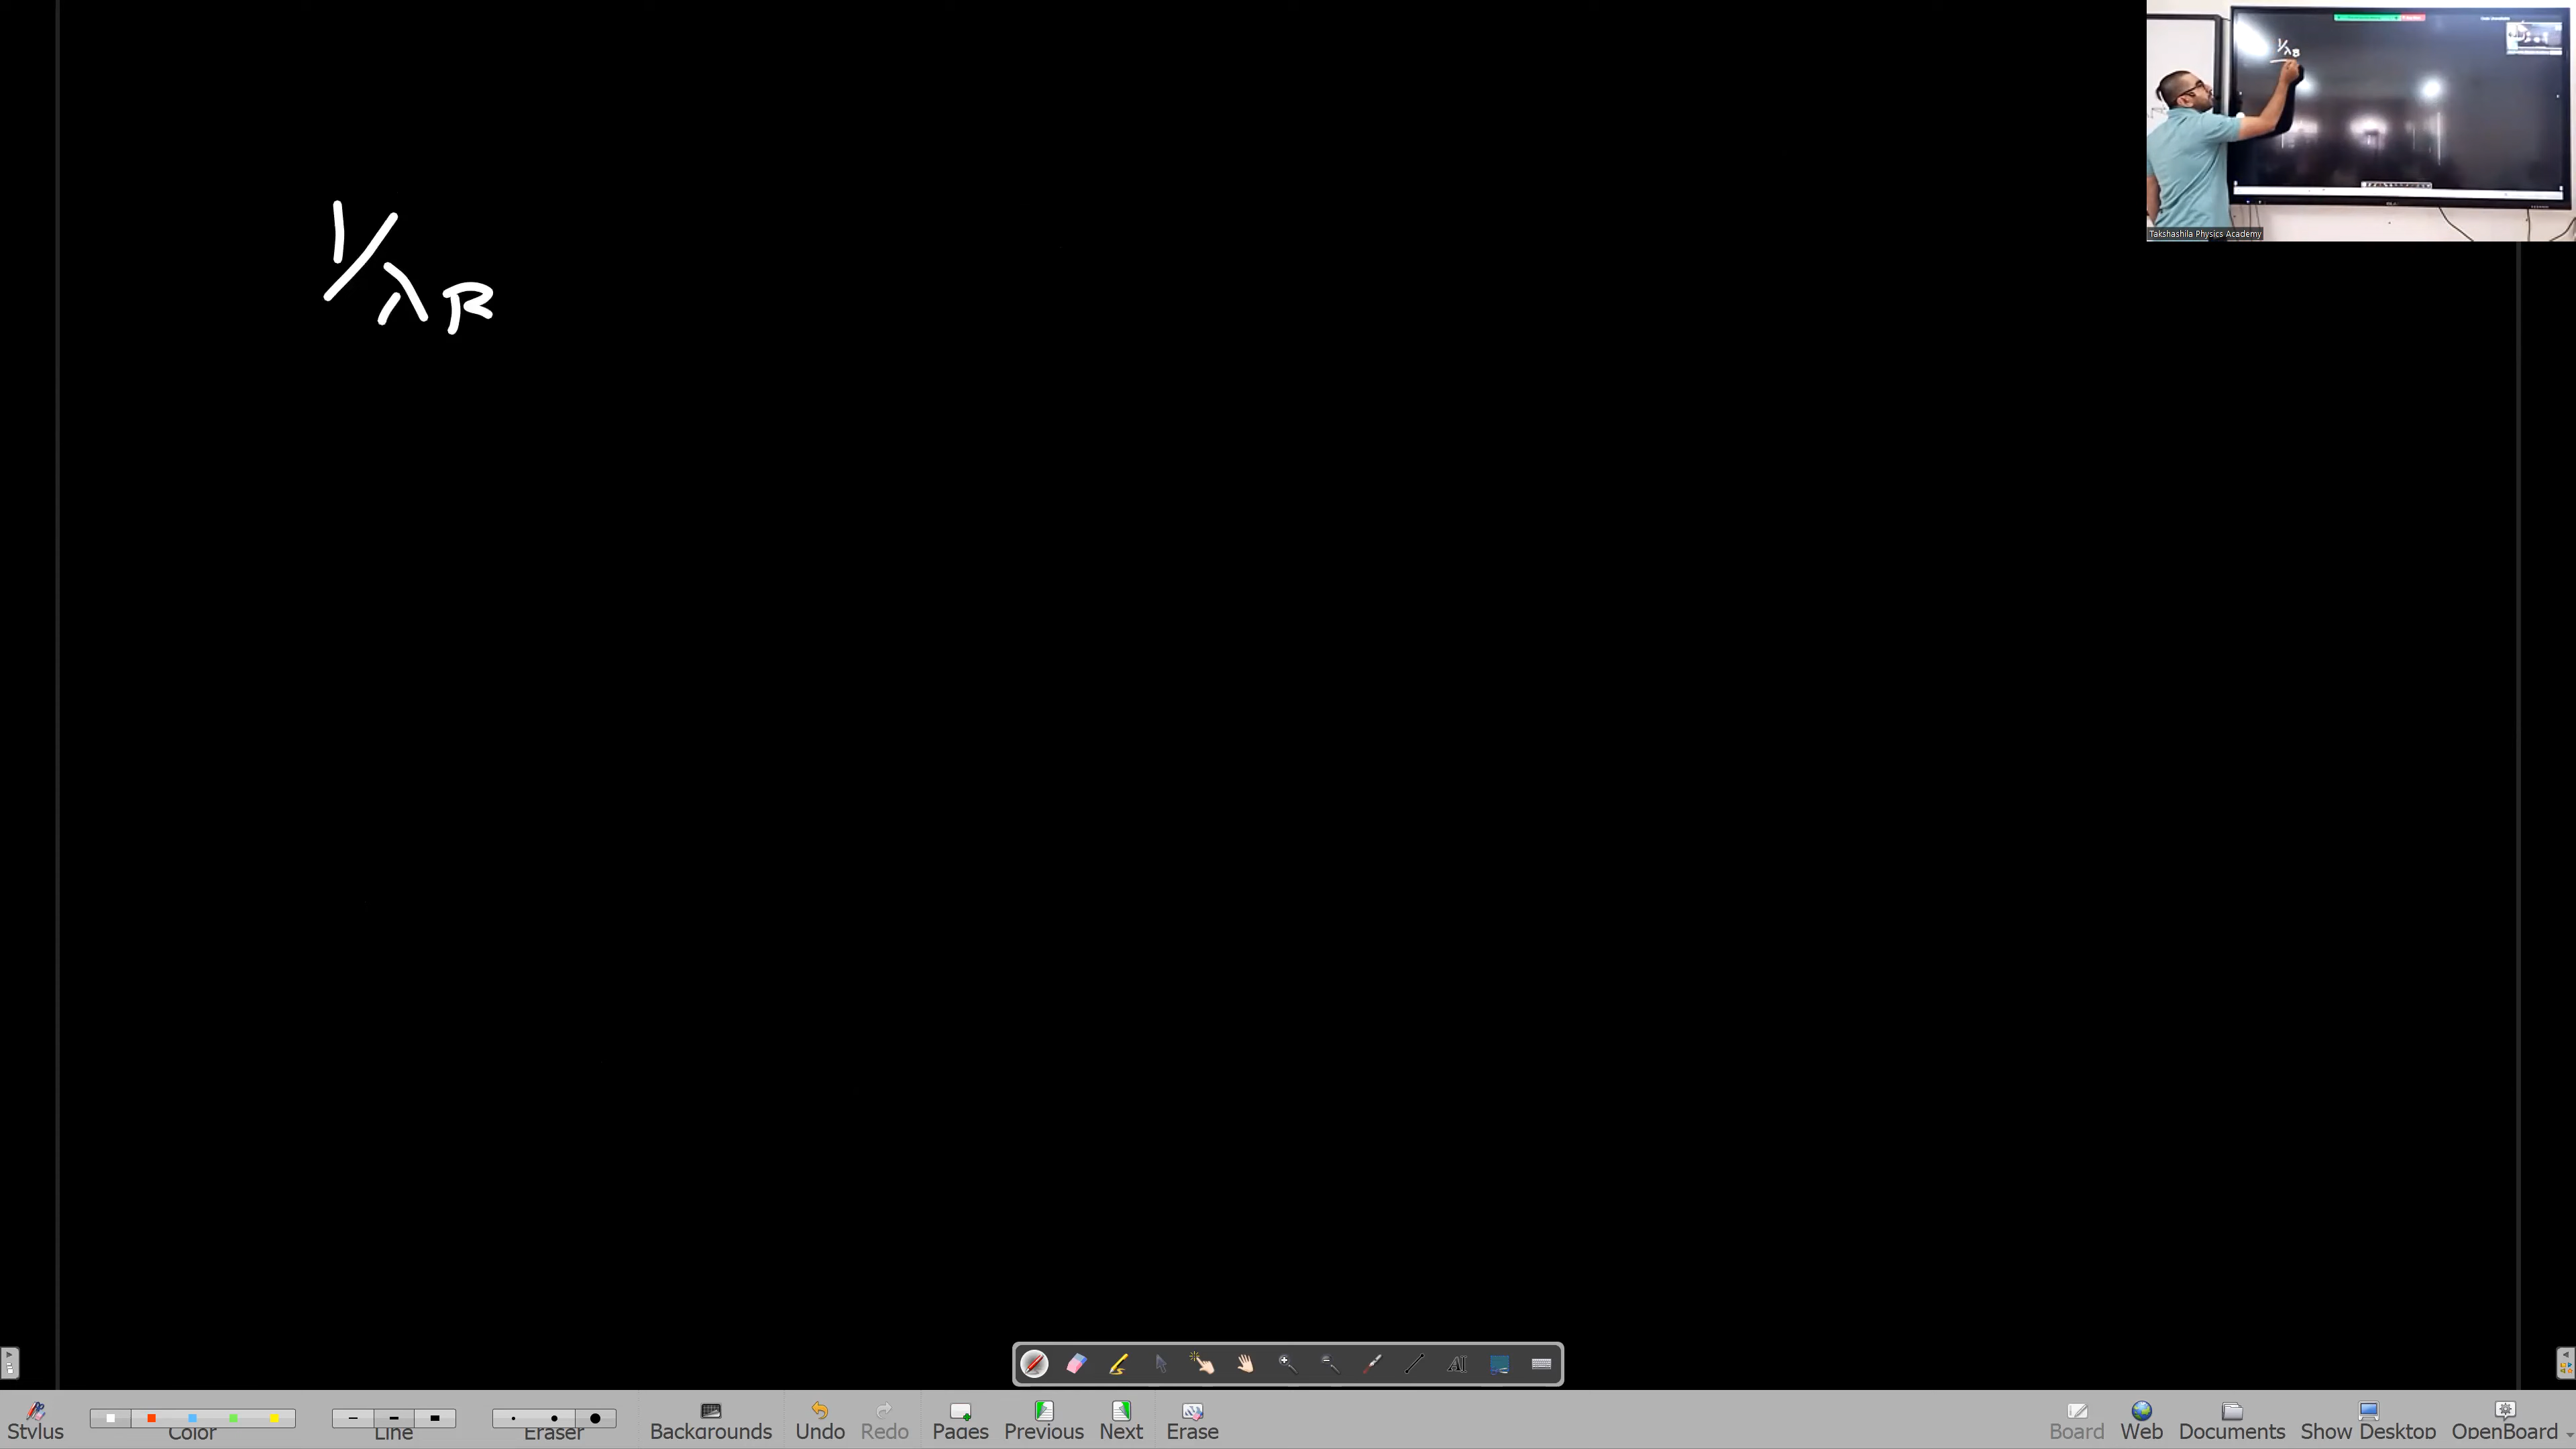 1/λR
Takshashila Physics Academy
Stylus
Color
Line
Eraser
Backgrounds
Undo
Redo
Pages
Previous
Next
Erase
Board
Web
Documents
Show Desktop
OpenBoard